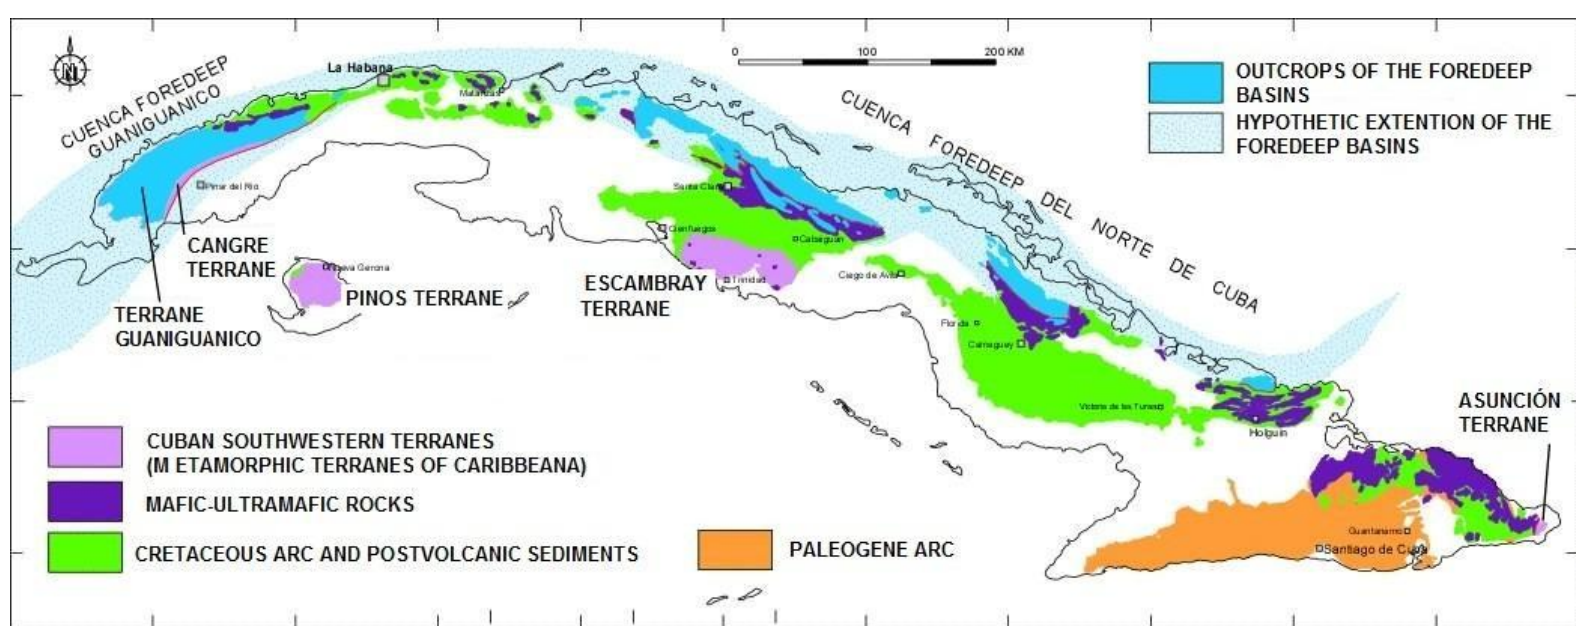 0 100 200 KM
N
La Habana
Matanzas
CUENCA FOREDEEP
GUANIGUANICO
CUENCA FOREDEEP DEL NORTE DE CUBA
OUTCROPS OF THE FOREDEEP
BASINS
HYPOTHETIC EXTENTION OF THE
FOREDEEP BASINS
Pinar del Rio
Santa Clara
CANGRE
TERRANE
Cienfuegos
Cabaiguan
Nueva Gerona
Trinidad
Ciego de Avila
PINOS TERRANE
ESCAMBRAY
TERRANE
TERRANE
GUANIGUANICO
Florida
Camaguey
Victoria de las Tunas
Holguin
ASUNCIÓN
TERRANE
CUBAN SOUTHWESTERN TERRANES
(M ETAMORPHIC TERRANES OF CARIBBEANA)
MAFIC-ULTRAMAFIC ROCKS
CRETACEOUS ARC AND POSTVOLCANIC SEDIMENTS
PALEOGENE ARC
Guantanamo
Santiago de Cuba